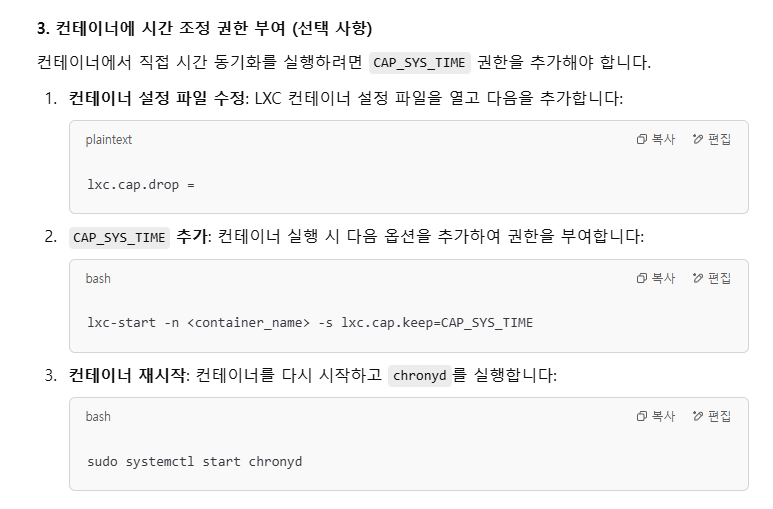 3. 컨테이너에 시간 조정 권한 부여 (선택 사항)
컨테이너에서 직접 시간 동기화를 실행하려면 CAP_SYS_TIME 권한을 추가해야 합니다.
1. 컨테이너 설정 파일 수정: LXC 컨테이너 설정 파일을 열고 다음을 추가합니다:
plaintext 복사 편집
lxc.cap.drop =
2. CAP_SYS_TIME 추가: 컨테이너 실행 시 다음 옵션을 추가하여 권한을 부여합니다:
bash 복사 편집
lxc-start -n <container_name> -s lxc.cap.keep=CAP_SYS_TIME
3. 컨테이너 재시작: 컨테이너를 다시 시작하고 chronyd를 실행합니다:
bash 복사 편집
sudo systemctl start chronyd